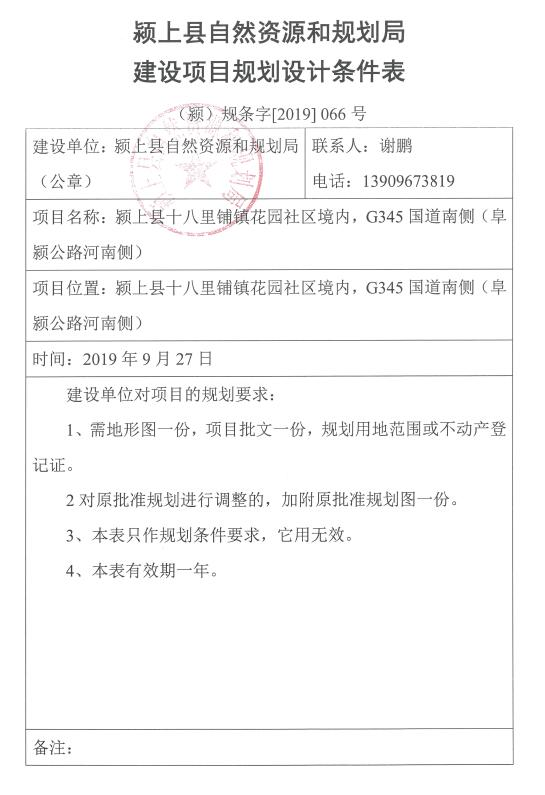 颍上县自然资源和规划局
建设项目规划设计条件表
（颍）规条字[2019] 066 号
建设单位：颍上县自然资源和规划局
（公章）
联系人：谢鹏
电话：13909673819
项目名称：颍上县十八里铺镇花园社区境内，G345 国道南侧（阜
颍公路河南侧）
项目位置：颍上县十八里铺镇花园社区境内，G345 国道南侧（阜
颍公路河南侧）
时间：2019 年 9 月 27 日
建设单位对项目的规划要求：
1、需地形图一份，项目批文一份，规划用地范围或不动产登
记证。
2 对原批准规划进行调整的，加附原批准规划图一份。
3、本表只作规划条件要求，它用无效。
4、本表有效期一年。
备注：